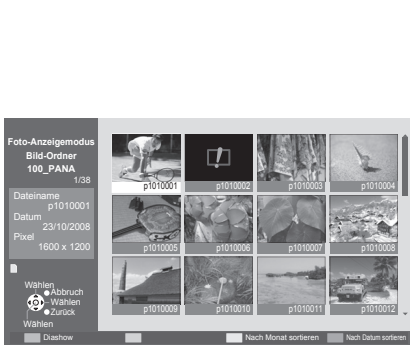 Foto-Anzeigemodus
Bild-Ordner
100_PANA
1/38
Dateiname
p1010001
Datum
23/10/2008
Pixel
1600 x 1200
Wählen
Abbruch
Wählen
Zurück
Wählen
p1010001
p1010002
p1010003
p1010004
p1010005
p1010006
p1010007
p1010008
p1010009
p1010010
p1010011
p1010012
Diashow
Nach Monat sortieren
Nach Datum sortieren